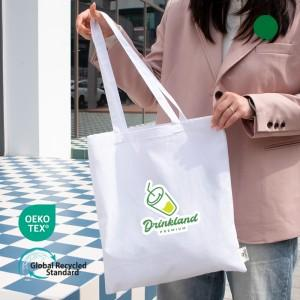 OEKO
TEX®
Global Recycled
Standard
Drinkland
PREMIUM